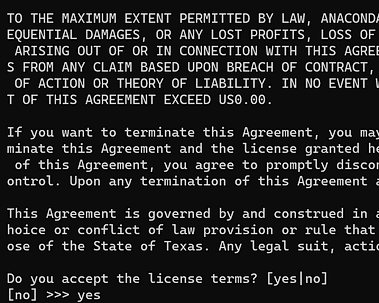 TO THE MAXIMUM EXTENT PERMITTED BY LAW, ANACOND
EQUENTIAL DAMAGES, OR ANY LOST PROFITS, LOSS OF
ARISING OUT OF OR IN CONNECTION WITH THIS AGREE
S FROM ANY CLAIM BASED UPON BREACH OF CONTRACT,
OF ACTION OR THEORY OF LIABILITY. IN NO EVENT W
T OF THIS AGREEMENT EXCEED US0.00.
If you want to terminate this Agreement, you may
minate this Agreement and the license granted he
of this Agreement, you agree to promptly discon
ontrol. Upon any termination of this Agreement a
This Agreement is governed by and construed in a
hoice or conflict of law provision or rule that
ose of the State of Texas. Any legal suit, actio
Do you accept the license terms? [yes|no]
[no] >>> yes